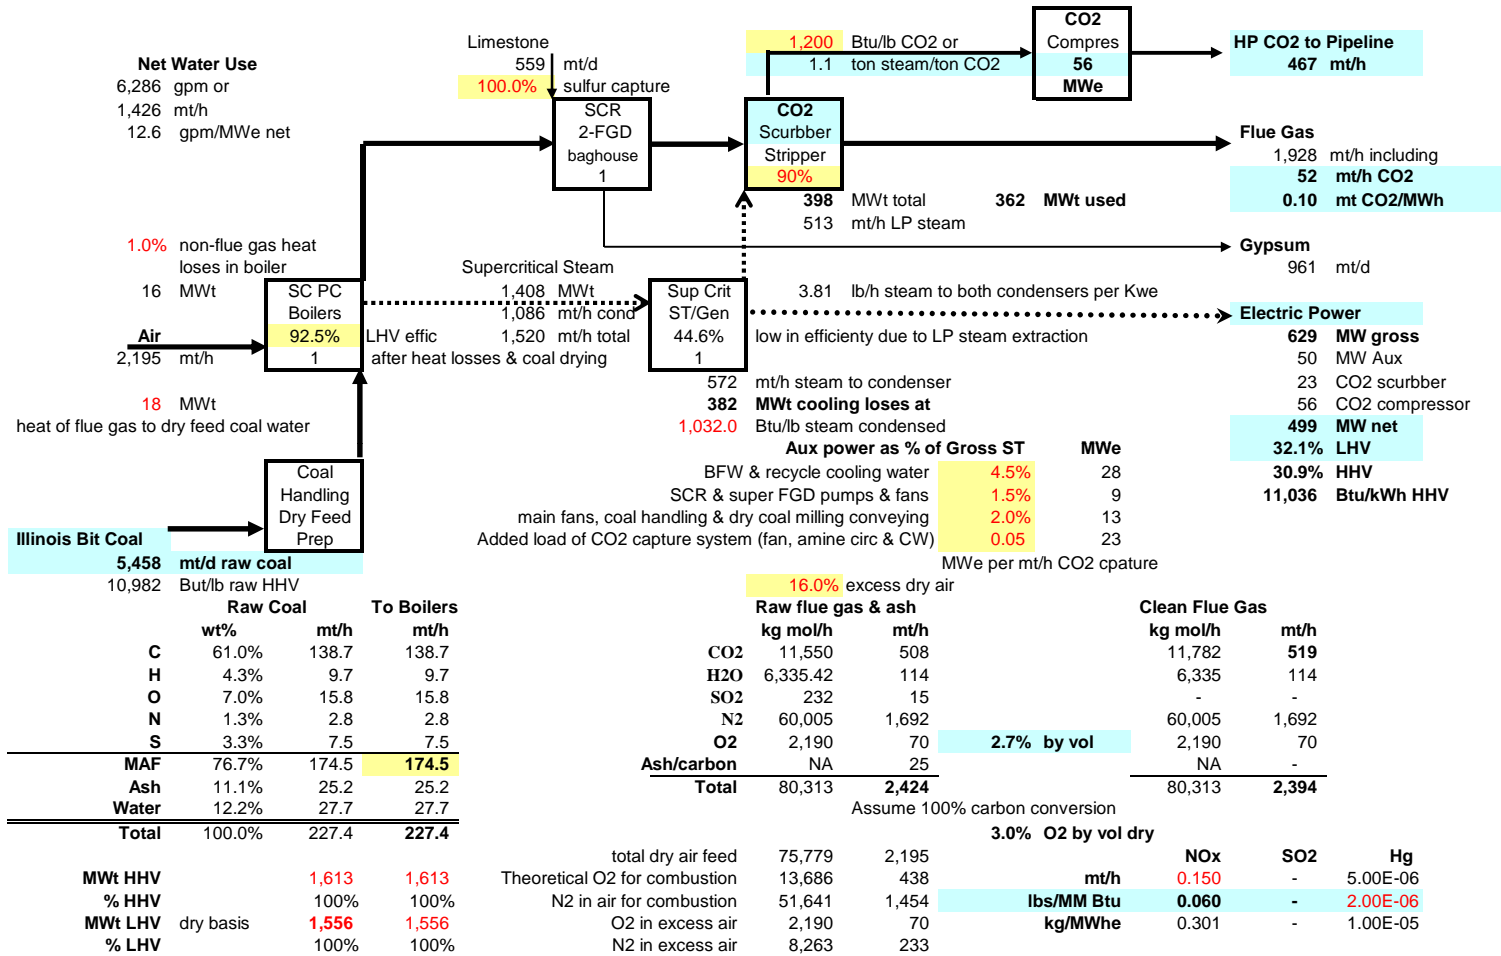 CO2
Limestone 1,200 Btu/lb CO2 or Compres HP CO2 to Pipeline
Net Water Use 559 mt/d 1.1 ton steam/ton CO2 56 467 mt/h
6,286 gpm or 100.0% sulfur capture MWe
1,426 mt/h SCR CO2
12.6 gpm/MWe net 2-FGD Scurbber Flue Gas
baghouse Stripper 1,928 mt/h including
1 90% 52 mt/h CO2
398 MWt total 362 MWt used 0.10 mt CO2/MWh
513 mt/h LP steam
1.0% non-flue gas heat Gypsum
loses in boiler Supercritical Steam 961 mt/d
16 MWt SC PC 1,408 MWt Sup Crit 3.81 lb/h steam to both condensers per Kwe
Boilers 1,086 mt/h cond ST/Gen Electric Power
Air 92.5% LHV effic 1,520 mt/h total 44.6% low in efficienty due to LP steam extraction 629 MW gross
2,195 mt/h 1 after heat losses & coal drying 1 50 MW Aux
572 mt/h steam to condenser 23 CO2 scurbber
18 MWt 382 MWt cooling loses at 56 CO2 compressor
heat of flue gas to dry feed coal water 1,032.0 Btu/lb steam condensed 499 MW net
Aux power as % of Gross ST MWe 32.1% LHV
Coal BFW & recycle cooling water 4.5% 28 30.9% HHV
Handling SCR & super FGD pumps & fans 1.5% 9 11,036 Btu/kWh HHV
Dry Feed main fans, coal handling & dry coal milling conveying 2.0% 13
Illinois Bit Coal Prep Added load of CO2 capture system (fan, amine circ & CW) 0.05 23
5,458 mt/d raw coal MWe per mt/h CO2 cpature
10,982 But/lb raw HHV 16.0% excess dry air
Raw Coal To Boilers Raw flue gas & ash Clean Flue Gas
wt% mt/h mt/h kg mol/h mt/h kg mol/h mt/h
C 61.0% 138.7 138.7 CO2 11,550 508 11,782 519
H 4.3% 9.7 9.7 H2O 6,335.42 114 6,335 114
O 7.0% 15.8 15.8 SO2 232 15 - -
N 1.3% 2.8 2.8 N2 60,005 1,692 60,005 1,692
S 3.3% 7.5 7.5 O2 2,190 70 2.7% by vol 2,190 70
MAF 76.7% 174.5 174.5 Ash/carbon NA 25 NA -
Ash 11.1% 25.2 25.2 Total 80,313 2,424 80,313 2,394
Water 12.2% 27.7 27.7 Assume 100% carbon conversion
Total 100.0% 227.4 227.4 3.0% O2 by vol dry
total dry air feed 75,779 2,195 NOx SO2 Hg
MWt HHV 1,613 1,613 Theoretical O2 for combustion 13,686 438 mt/h 0.150 - 5.00E-06
% HHV 100% 100% N2 in air for combustion 51,641 1,454 lbs/MM Btu 0.060 - 2.00E-06
MWt LHV dry basis 1,556 1,556 O2 in excess air 2,190 70 kg/MWhe 0.301 - 1.00E-05
% LHV 100% 100% N2 in excess air 8,263 233